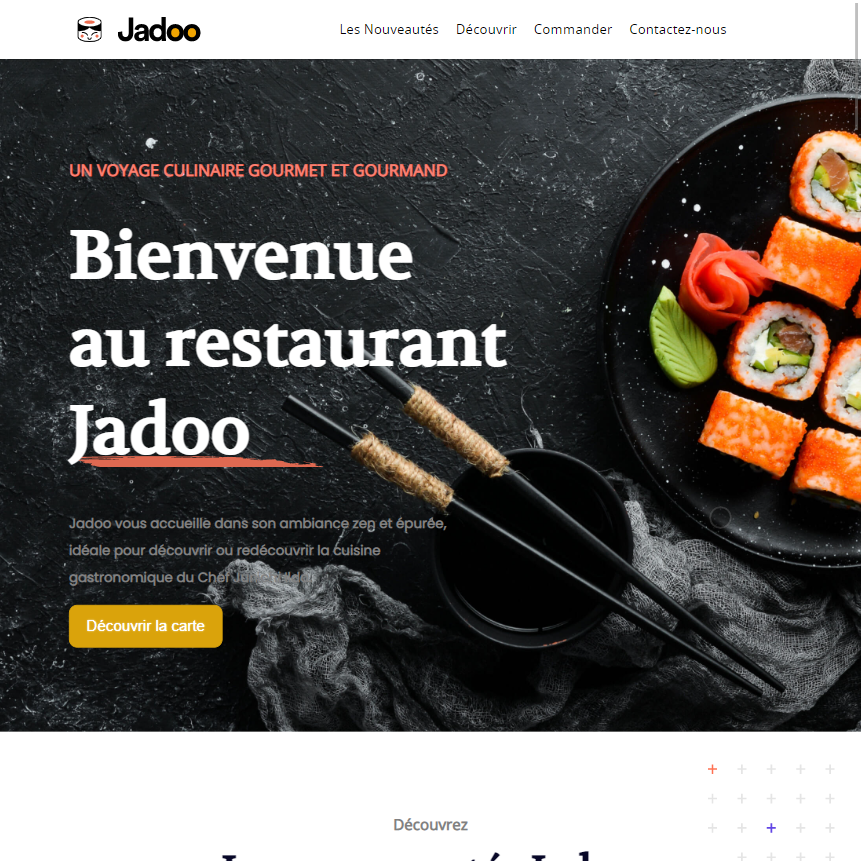 Jadoo
Les Nouveautés Découvrir Commander Contactez-nous
UN VOYAGE CULINAIRE GOURMET ET GOURMAND
Bienvenue
au restaurant
Jadoo
Jadoo vous accueille dans son ambiance zen et épurée,
idéale pour découvrir ou redécouvrir la cuisine
gastronomique du Chef
Découvrir la carte
Découvrez